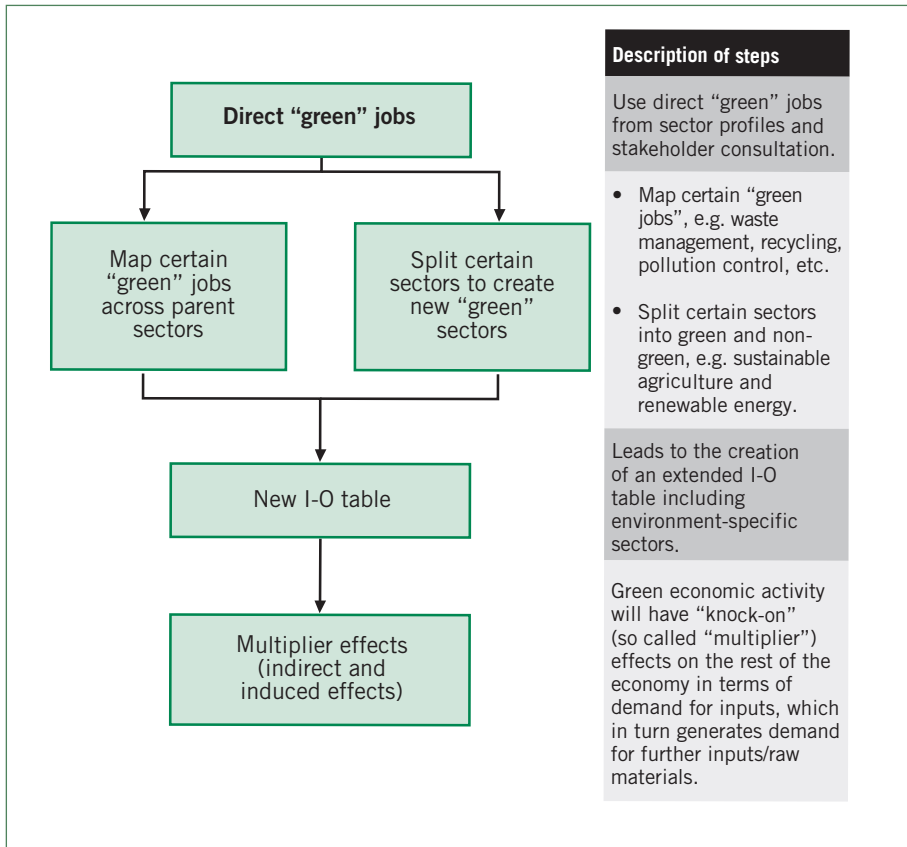 Direct “green” jobs
Map certain
“green” jobs
across parent
sectors
Split certain
sectors to create
new “green”
sectors
New I-O table
Multiplier effects
(indirect and
induced effects)
Description of steps
Use direct “green” jobs
from sector profiles and
stakeholder consultation.
• Map certain “green
jobs”, e.g. waste
management, recycling,
pollution control, etc.
• Split certain sectors
into green and non-
green, e.g. sustainable
agriculture and
renewable energy.
Leads to the creation
of an extended I-O
table including
environment-specific
sectors.
Green economic activity
will have “knock-on”
(so called “multiplier”)
effects on the rest of the
economy in terms of
demand for inputs, which
in turn generates demand
for further inputs/raw
materials.